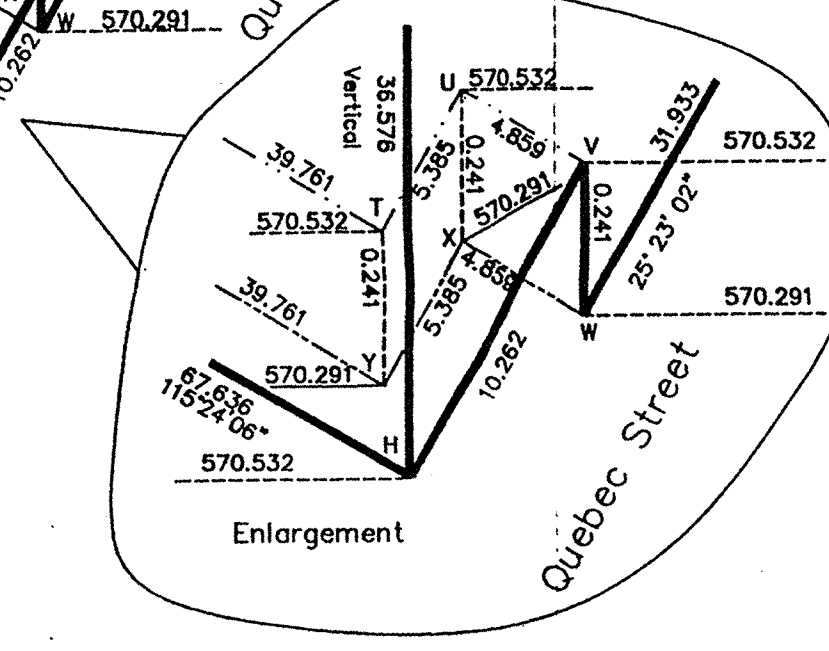 W
570.291
10.262
Qu
36.576
Vertical
U
570.532
4.859
31.933
V
570.532
39.761
5.385
0.241
T
570.532
570.291
0.241
25° 23' 02"
X
4.859
0.241
39.761
5.385
570.291
W
Y
570.291
10.262
67.636
115°24'06"
H
570.532
Enlargement
Quebec Street